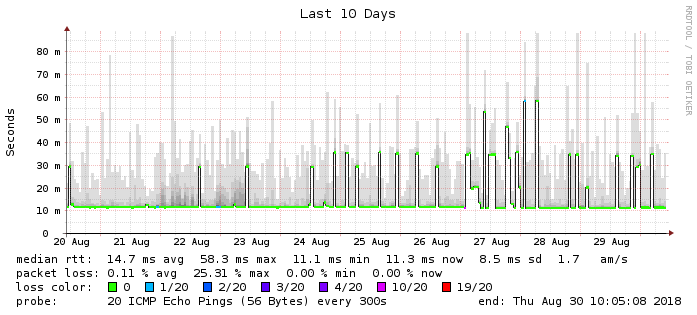 Last 10 Days
RRDTOOL / TOBI OETIKER
Seconds
80 m
70 m
60 m
50 m
40 m
30 m
20 m
10 m
0
20 Aug 21 Aug 22 Aug 23 Aug 24 Aug 25 Aug 26 Aug 27 Aug 28 Aug 29 Aug
median rtt: 14.7 ms avg 58.3 ms max 11.1 ms min 11.3 ms now 8.5 ms sd 1.7 am/s
packet loss: 0.11 % avg 25.31 % max 0.00 % min 0.00 % now
loss color: 0 1/20 2/20 3/20 4/20 10/20 19/20
probe: 20 ICMP Echo Pings (56 Bytes) every 300s end: Thu Aug 30 10:05:08 2018